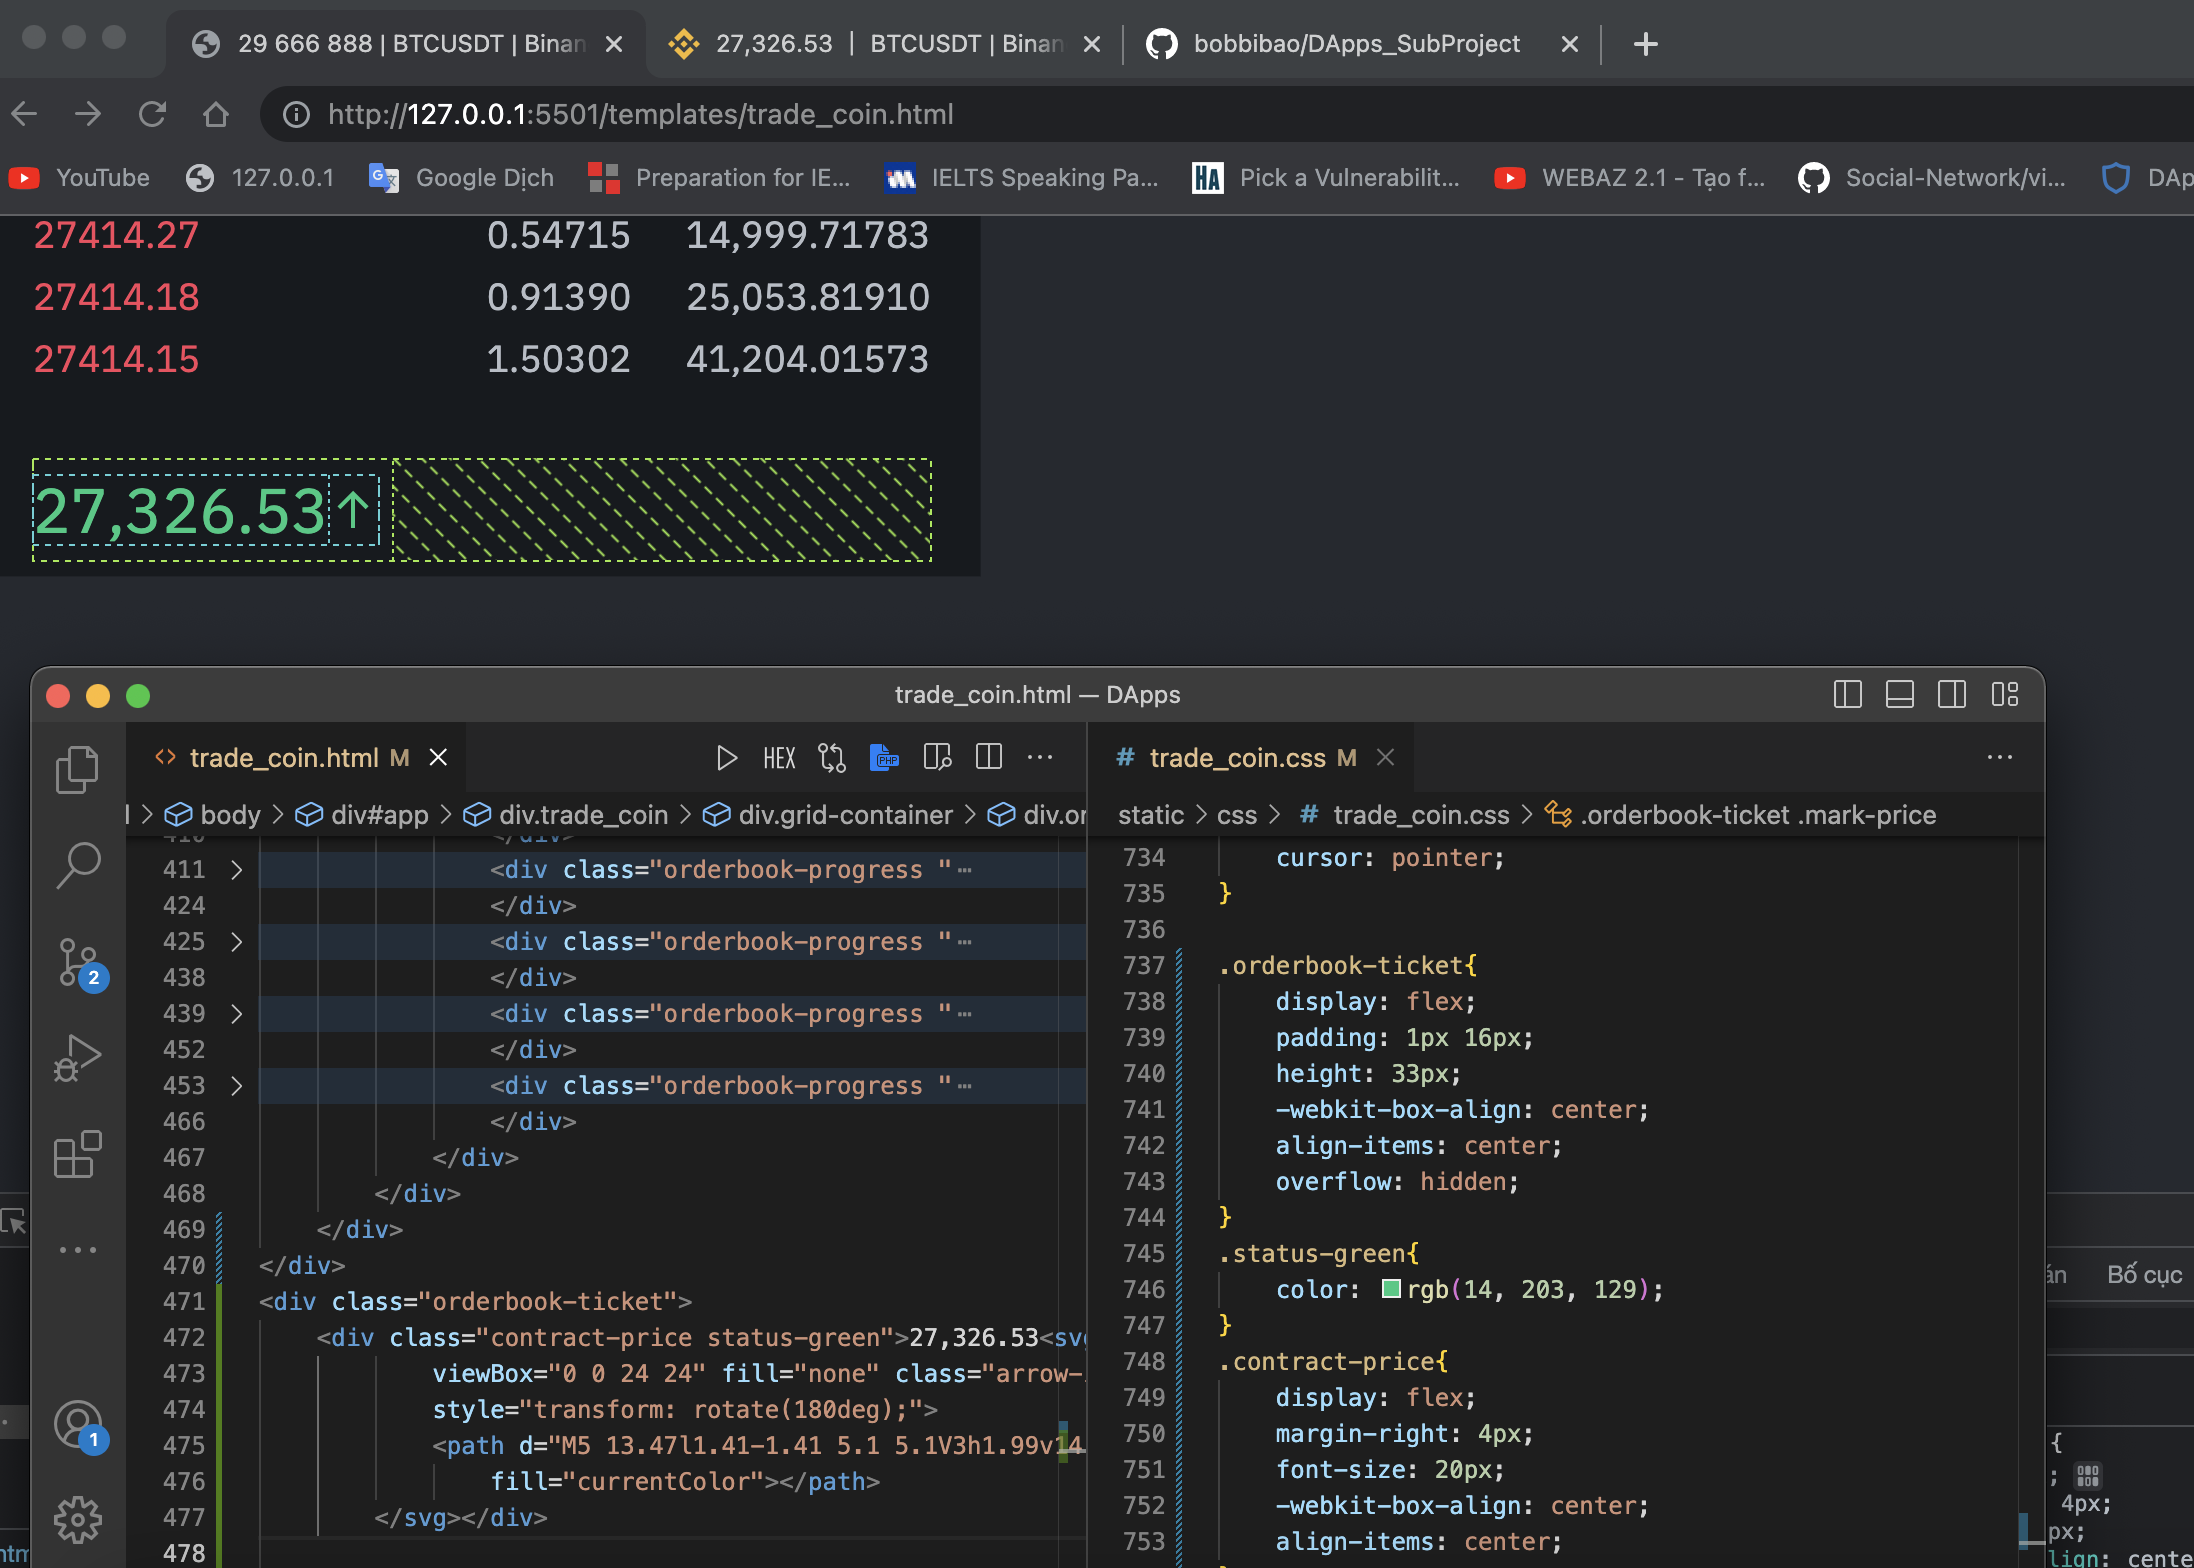 29 666 888 | BTCUSDT | Binan
27,326.53 | BTCUSDT | Binan
bobbibao/DApps_SubProject
http://127.0.0.1:5501/templates/trade_coin.html
YouTube
127.0.0.1
Google Dịch
Preparation for IE...
IELTS Speaking Pa...
Pick a Vulnerabilit...
WEBAZ 2.1 - Tạo f...
Social-Network/vi...
DAp
27414.27 0.54715 14,999.71783
27414.18 0.91390 25,053.81910
27414.15 1.50302 41,204.01573
27,326.53↑
trade_coin.html — DApps
trade_coin.html M
HEX
PHP
body > div#app > div.trade_coin > div.grid-container > div.or
411 <div class="orderbook-progress "⋯
424 </div>
425 <div class="orderbook-progress "⋯
438 </div>
439 <div class="orderbook-progress "⋯
452 </div>
453 <div class="orderbook-progress "⋯
466 </div>
467 </div>
468 </div>
469 </div>
470 </div>
471 <div class="orderbook-ticket">
472 <div class="contract-price status-green">27,326.53<sv
473 viewBox="0 0 24 24" fill="none" class="arrow-
474 style="transform: rotate(180deg);">
475 <path d="M5 13.47l1.41-1.41 5.1 5.1V3h1.99v14
476 fill="currentColor"></path>
477 </svg></div>
478
2
1
# trade_coin.css M
static > css > # trade_coin.css > .orderbook-ticket .mark-price
734 cursor: pointer;
735 }
736
737 .orderbook-ticket{
738 display: flex;
739 padding: 1px 16px;
740 height: 33px;
741 -webkit-box-align: center;
742 align-items: center;
743 overflow: hidden;
744 }
745 .status-green{
746 color: rgb(14, 203, 129);
747 }
748 .contract-price{
749 display: flex;
750 margin-right: 4px;
751 font-size: 20px;
752 -webkit-box-align: center;
753 align-items: center;
án Bố cục
{
;
4px;
px;
lign: cente